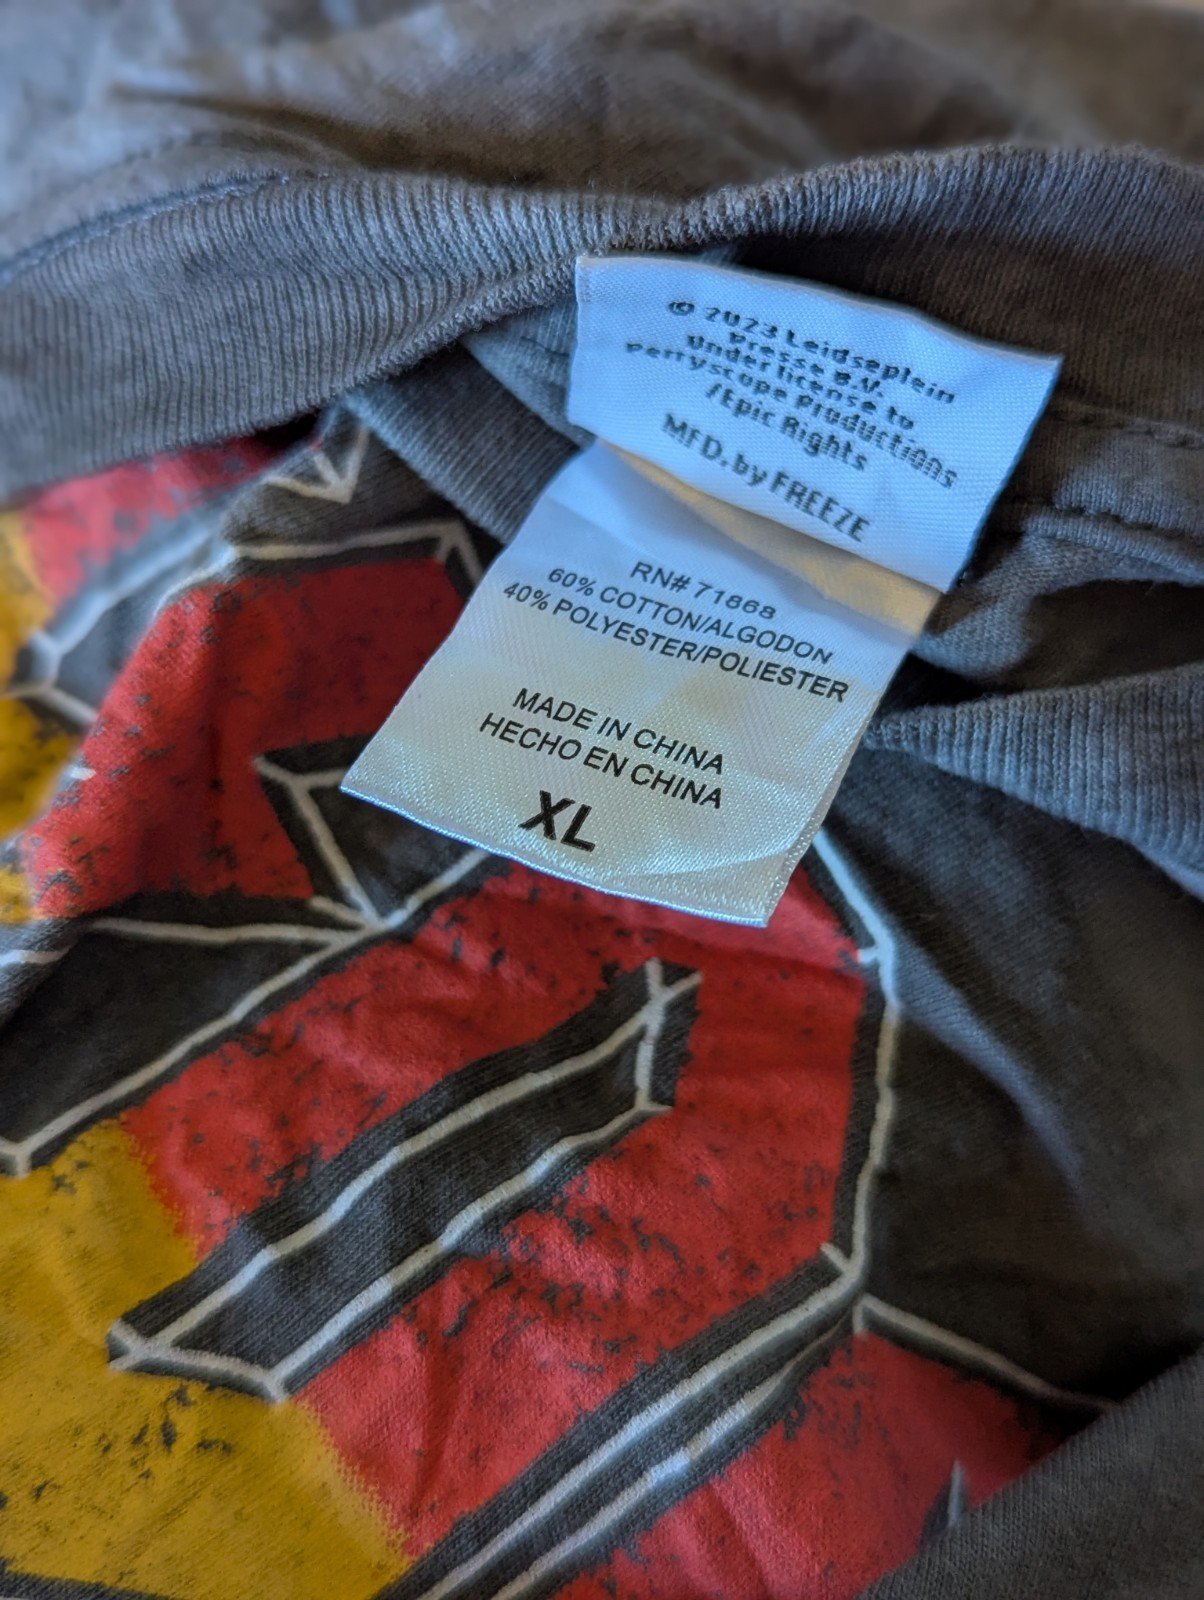 © 2023 Leidseplein
Presse B.V.
Under license to
Perryscope Productions
/Epic Rights
MFD. by FREEZE
RN# 71868
60% COTTON/ALGODON
40% POLYESTER/POLIESTER
MADE IN CHINA
HECHO EN CHINA
XL